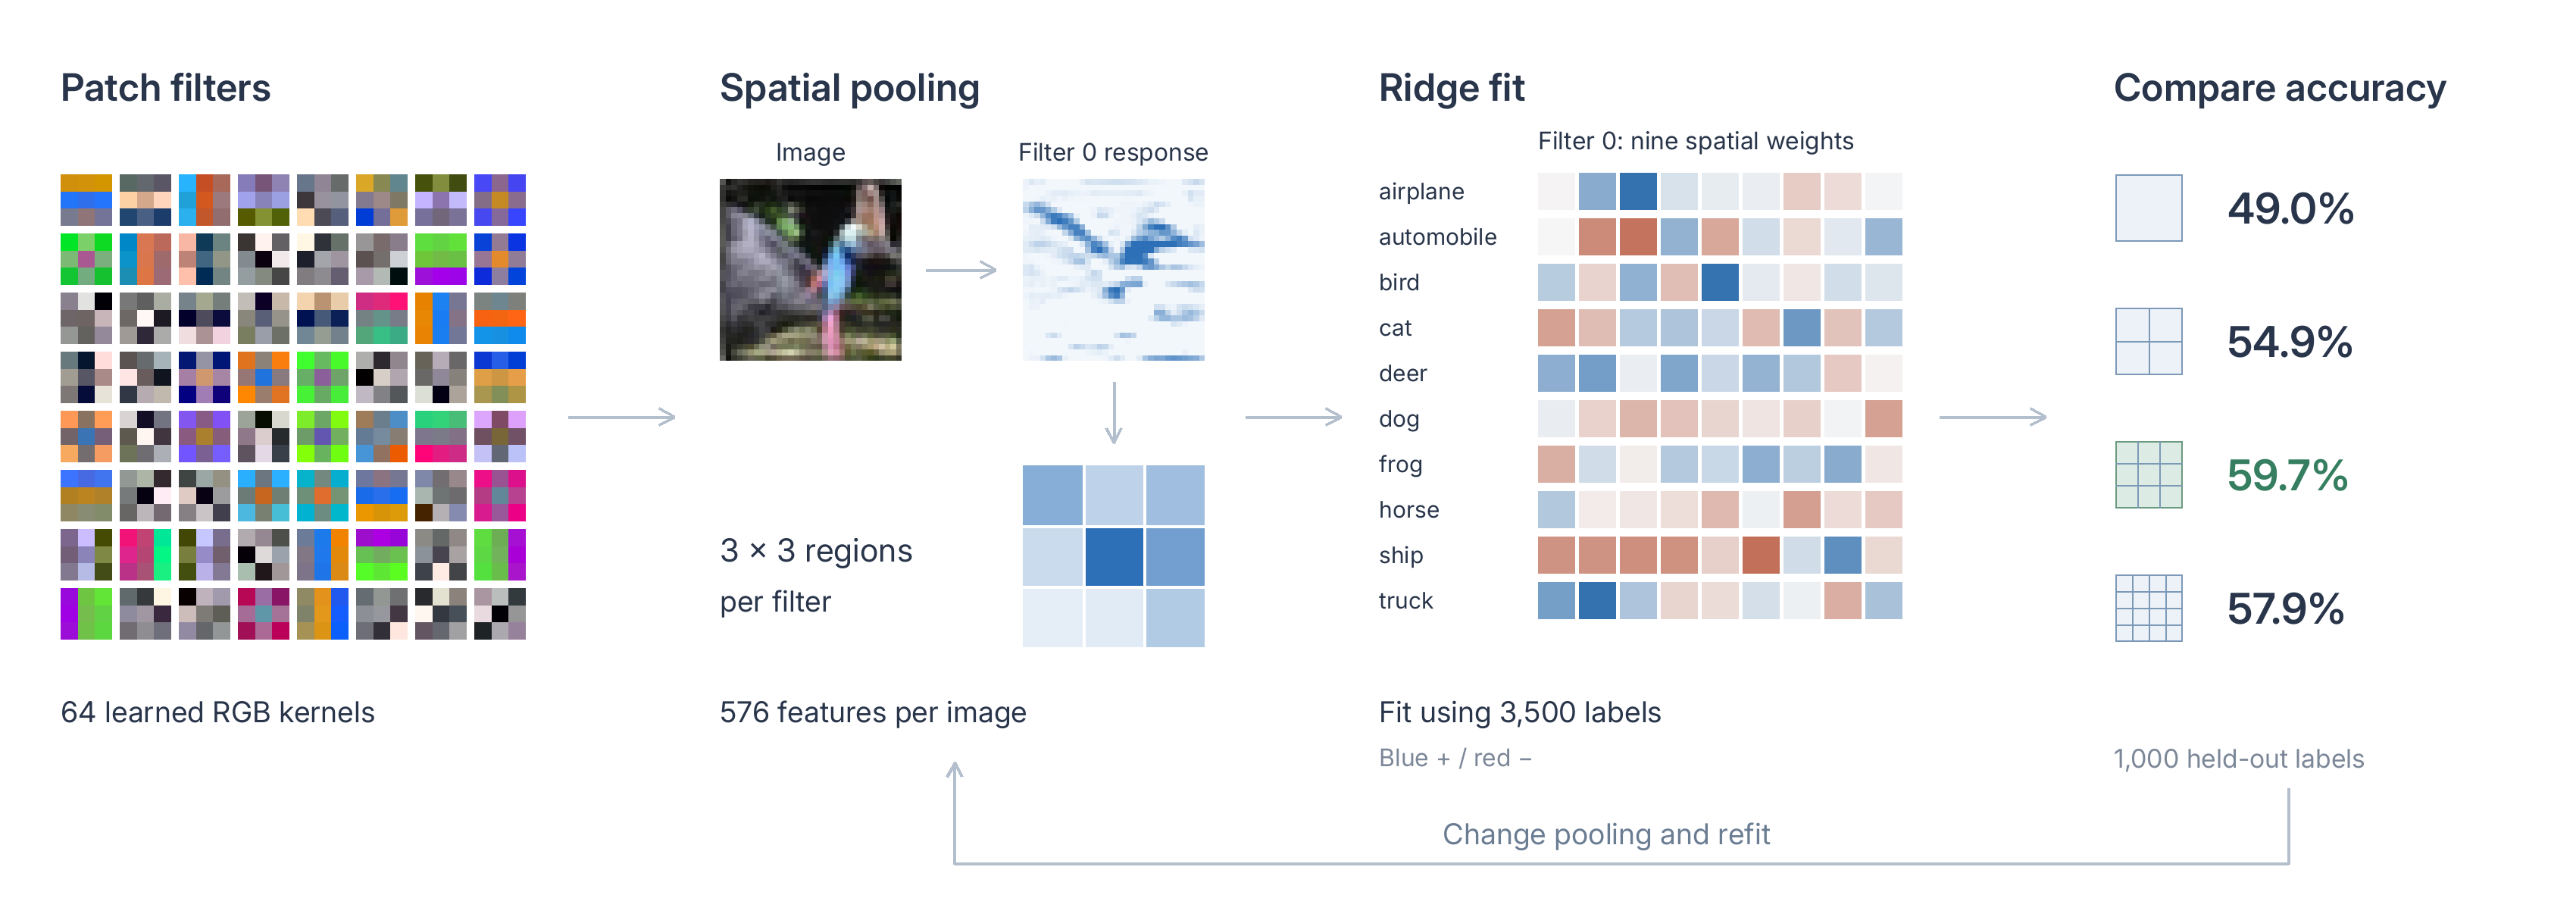 Patch filters
64 learned RGB kernels
Spatial pooling
Image
Filter 0 response
3 × 3 regions
per filter
576 features per image
Ridge fit
Filter 0: nine spatial weights
airplane
automobile
bird
cat
deer
dog
frog
horse
ship
truck
Fit using 3,500 labels
Blue + / red −
Compare accuracy
49.0%
54.9%
59.7%
57.9%
1,000 held-out labels
Change pooling and refit